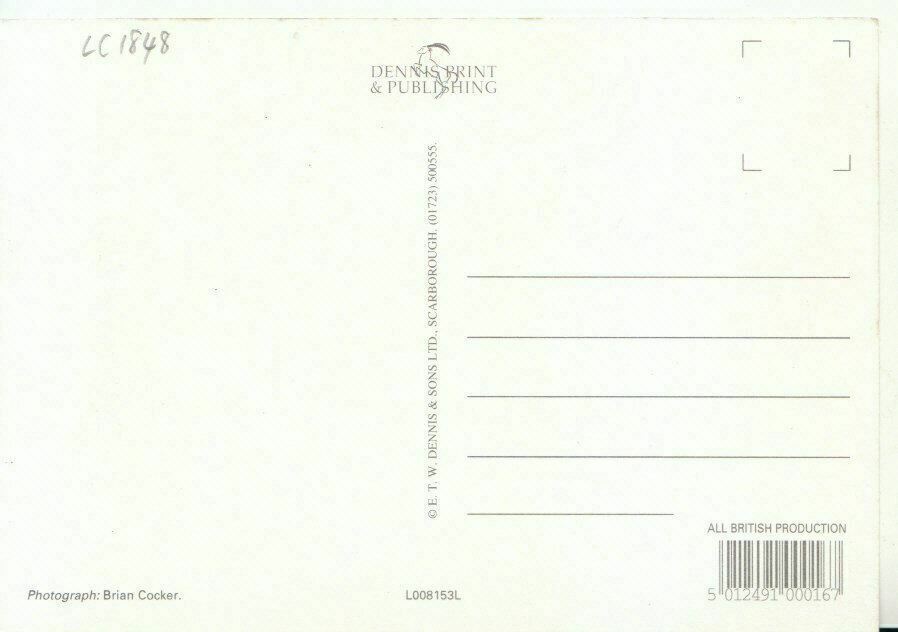 LC1848
DENNIS PRINT
& PUBLISHING
© E. T. W. DENNIS & SONS LTD., SCARBOROUGH. (01723) 500555.
ALL BRITISH PRODUCTION
5 012491 000167
Photograph: Brian Cocker.
L008153L